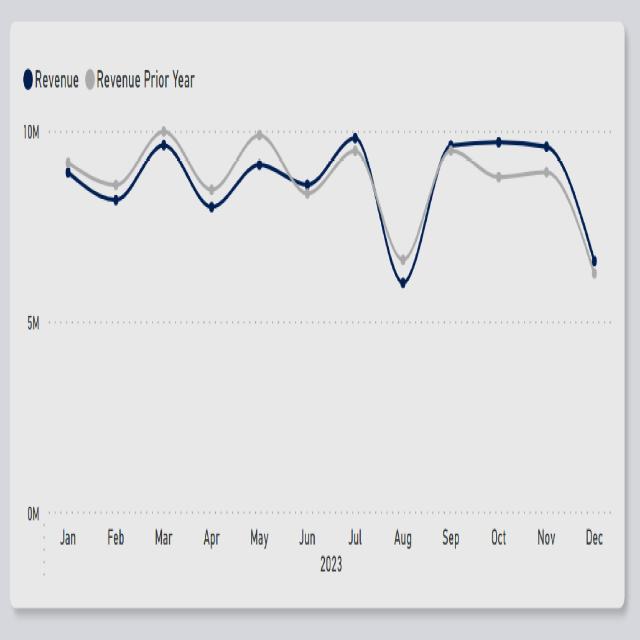 Revenue Revenue Prior Year
10M
5M
0M
Jan Feb Mar Apr May Jun Jul Aug Sep Oct Nov Dec
2023